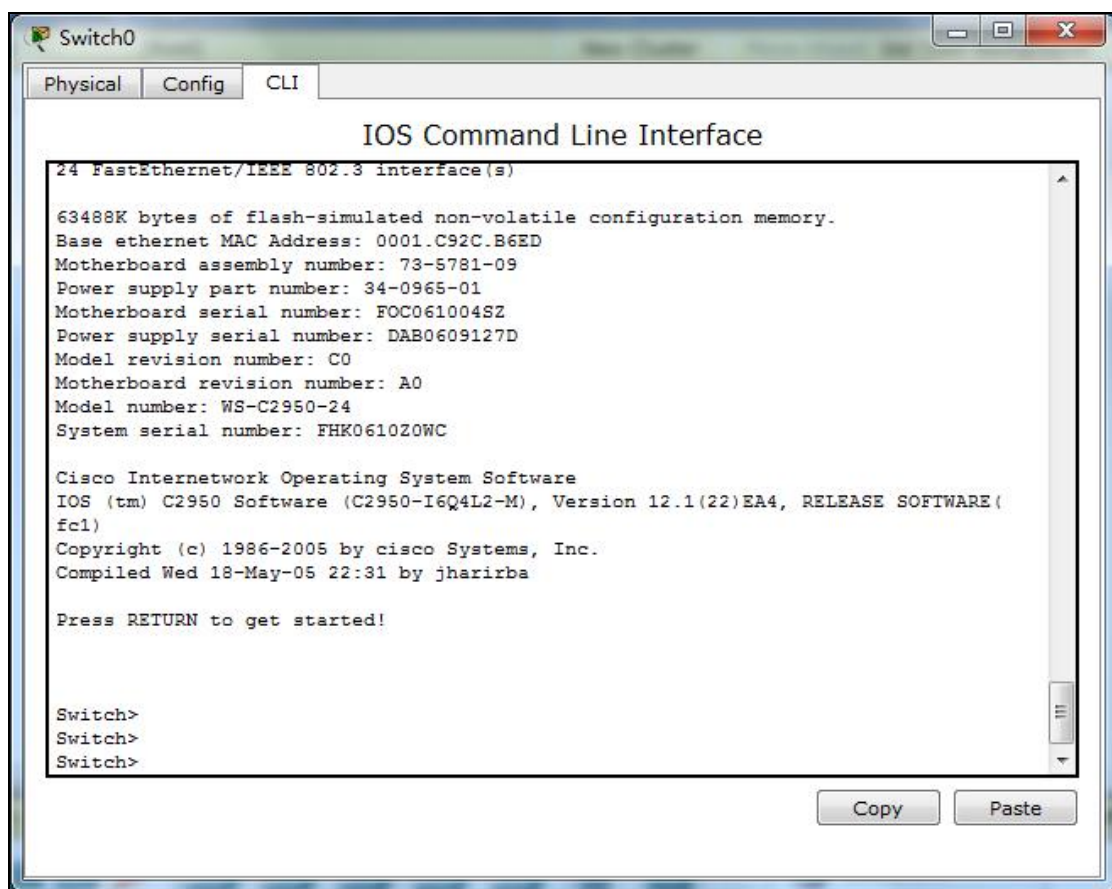 Switch0
Physical
Config
CLI
IOS Command Line Interface
24 FastEthernet/IEEE 802.3 interface(s)
63488K bytes of flash-simulated non-volatile configuration memory.
Base ethernet MAC Address: 0001.C92C.B6ED
Motherboard assembly number: 73-5781-09
Power supply part number: 34-0965-01
Motherboard serial number: FOC061004SZ
Power supply serial number: DAB0609127D
Model revision number: C0
Motherboard revision number: A0
Model number: WS-C2950-24
System serial number: FHK0610Z0WC
Cisco Internetwork Operating System Software
IOS (tm) C2950 Software (C2950-I6Q4L2-M), Version 12.1(22)EA4, RELEASE SOFTWARE(
fc1)
Copyright (c) 1986-2005 by cisco Systems, Inc.
Compiled Wed 18-May-05 22:31 by jharirba
Press RETURN to get started!
Switch>
Switch>
Switch>
Copy
Paste